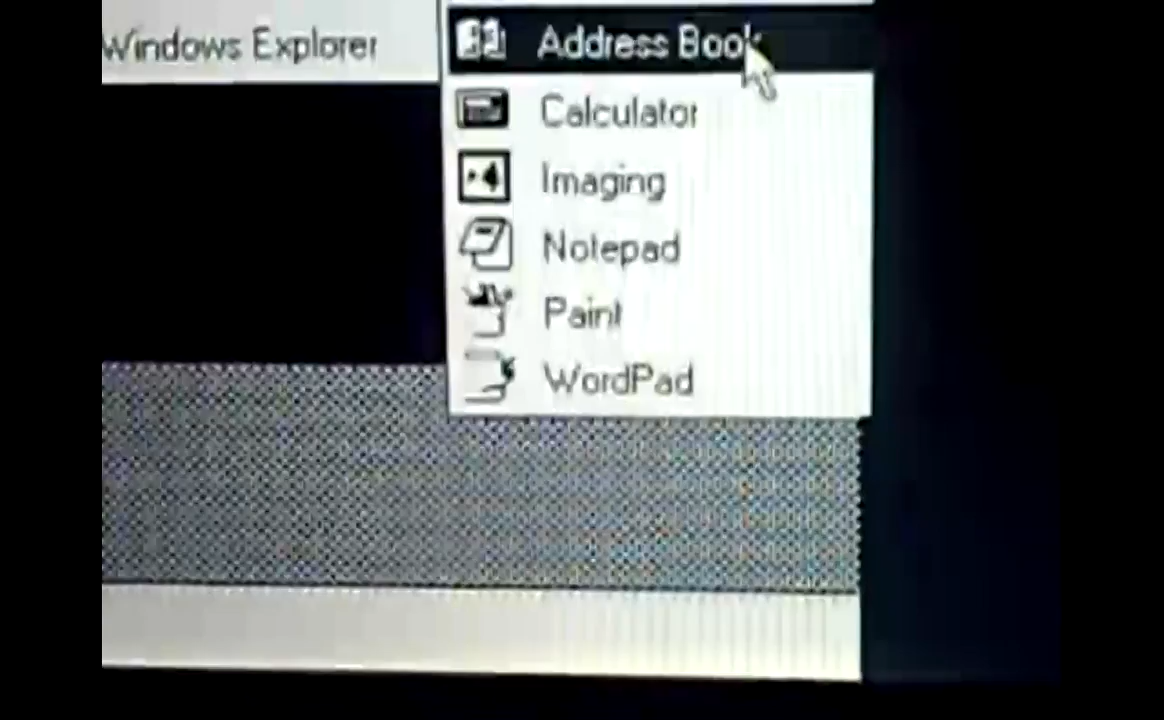 Windows Explorer
Address Book
Calculator
Imaging
Notepad
Paint
WordPad